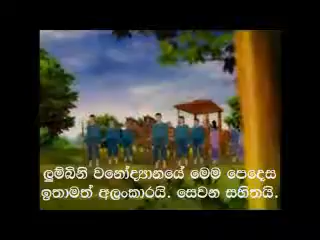 ලුම්බිනි වනෝද්‍යානයේ මෙම පෙදෙස
ඉතාමත් අලංකාරයි. සෙවන සහිතයි.